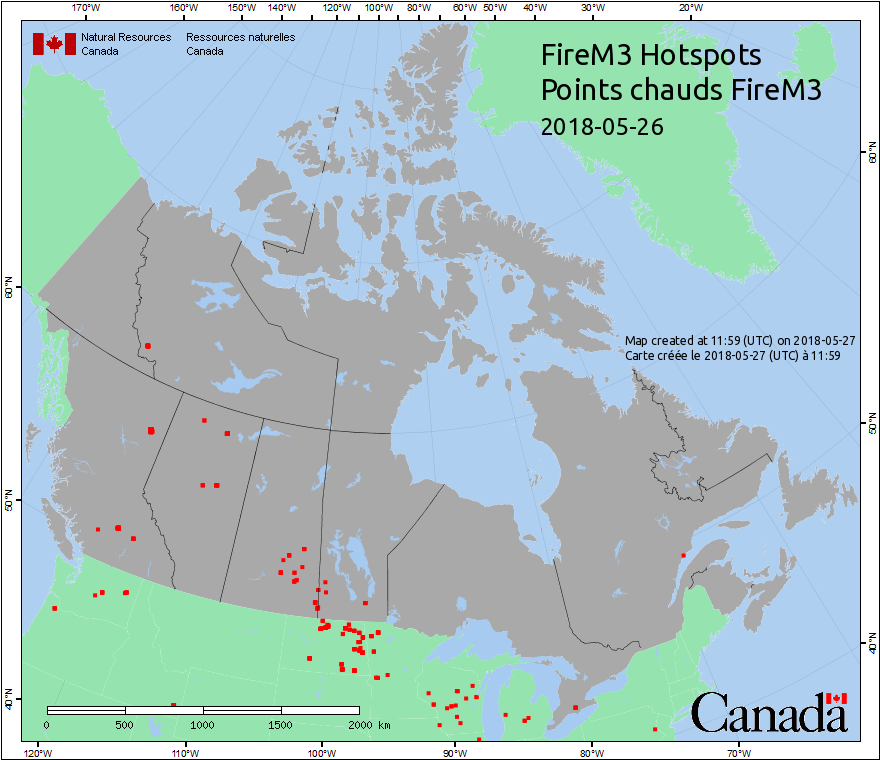 170°W 160°W 150°W 140°W 130°W 120°W 110°W 100°W 90°W 80°W 70°W 60°W 50°W 40°W 30°W 20°W
Natural Resources Canada
Ressources naturelles Canada
FireM3 Hotspots
Points chauds FireM3
2018-05-26
60°N
60°N
Map created at 11:59 (UTC) on 2018-05-27
Carte créée le 2018-05-27 (UTC) à 11:59
50°N
50°N
40°N
40°N
Canada
0 500 1000 1500 2000 km
120°W 110°W 100°W 90°W 80°W 70°W